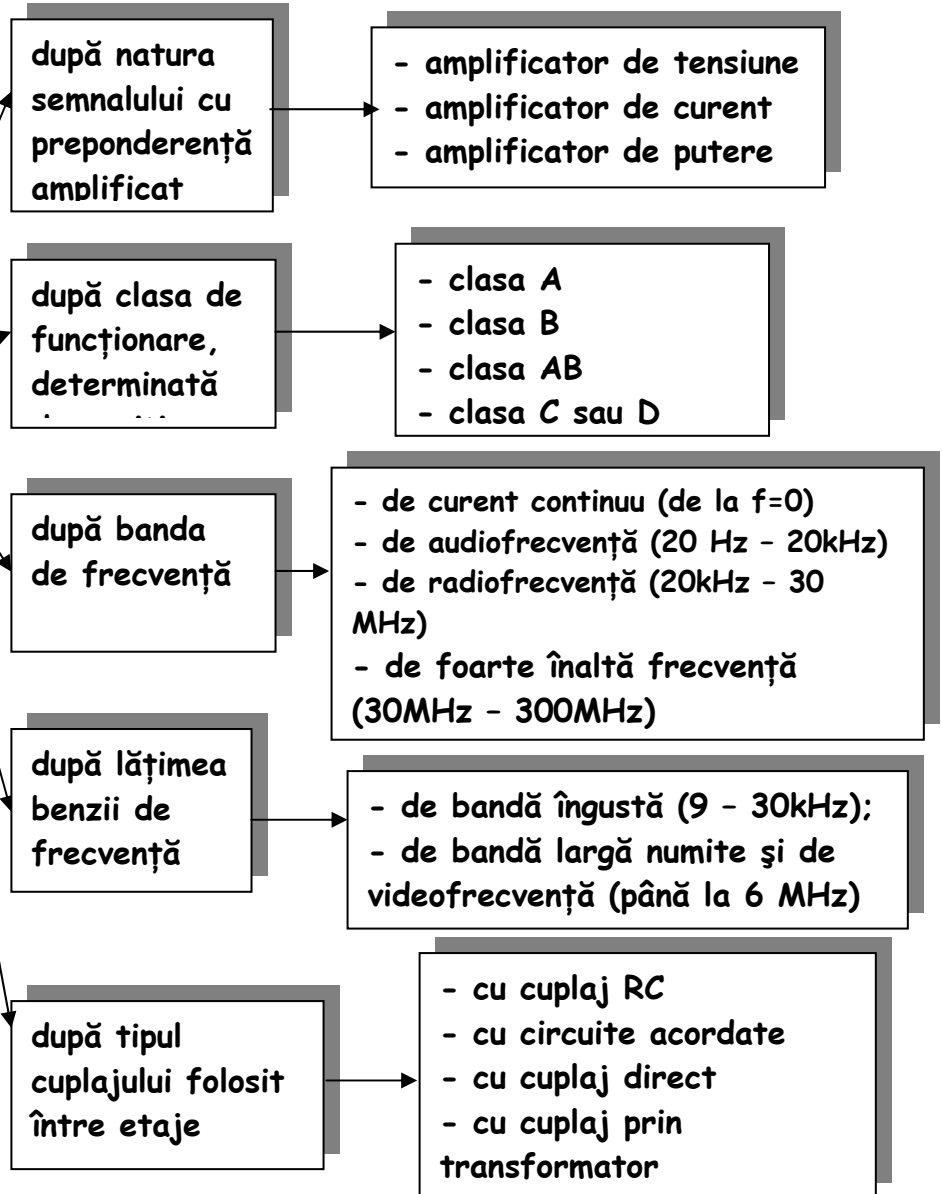 după natura
semnalului cu
preponderență
amplificat
- amplificator de tensiune
- amplificator de curent
- amplificator de putere
după clasa de
funcționare,
determinată
- clasa A
- clasa B
- clasa AB
- clasa C sau D
după banda
de frecvență
- de curent continuu (de la f=0)
- de audiofrecvență (20 Hz – 20kHz)
- de radiofrecvență (20kHz – 30
MHz)
- de foarte înaltă frecvență
(30MHz – 300MHz)
după lățimea
benzii de
frecvență
- de bandă îngustă (9 – 30kHz);
- de bandă largă numite şi de
videofrecvență (până la 6 MHz)
după tipul
cuplajului folosit
între etaje
- cu cuplaj RC
- cu circuite acordate
- cu cuplaj direct
- cu cuplaj prin
transformator